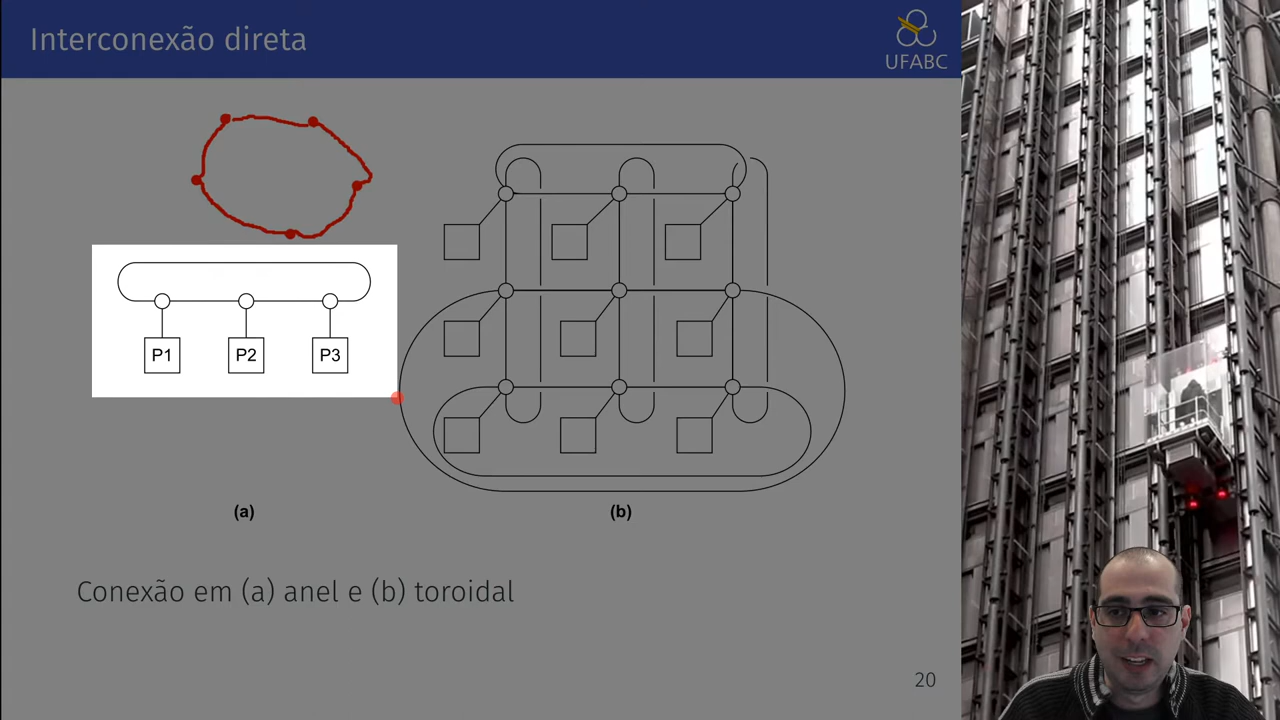 Interconexão direta
UFABC
P1 P2 P3
(a) (b)
Conexão em (a) anel e (b) toroidal
20